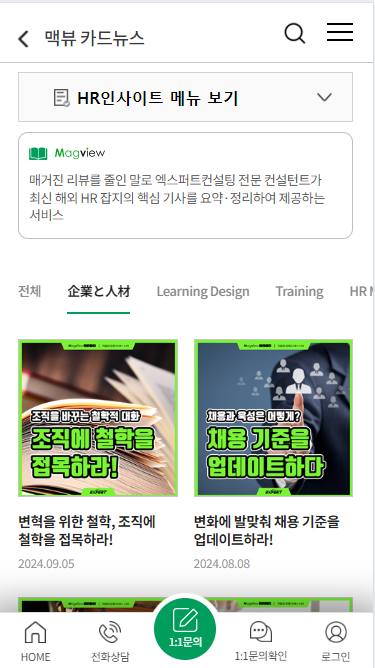 맥뷰 카드뉴스
HR인사이트 메뉴 보기
Magview
매거진 리뷰를 줄인 말로 엑스퍼트컨설팅 전문 컨설턴트가
최신 해외 HR 잡지의 핵심 기사를 요약·정리하여 제공하는
서비스
전체 企業と人材 Learning Design Training HR M
조직을 바꾸는 철학적 대화
조직에 철학을
접목하라!
EXPERT
채용과 육성은 어떻게?
채용 기준을
업데이트하다
EXPERT
변혁을 위한 철학, 조직에
철학을 접목하라!
2024.09.05
변화에 발맞춰 채용 기준을
업데이트하라!
2024.08.08
HOME 전화상담 1:1문의 1:1문의확인 로그인